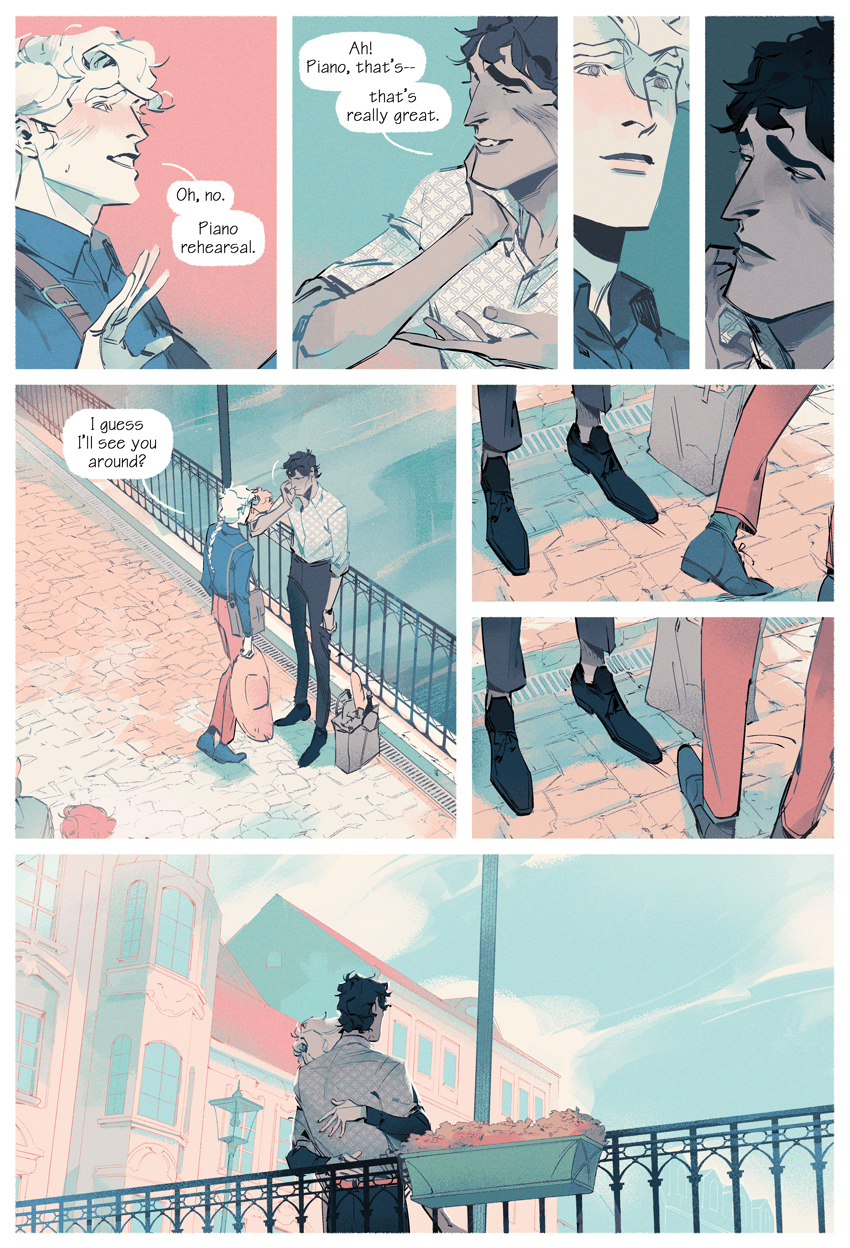 Oh, no.
Piano
rehearsal.
Ah!
Piano, that's--
that's
really great.
I guess
I'll see you
around?